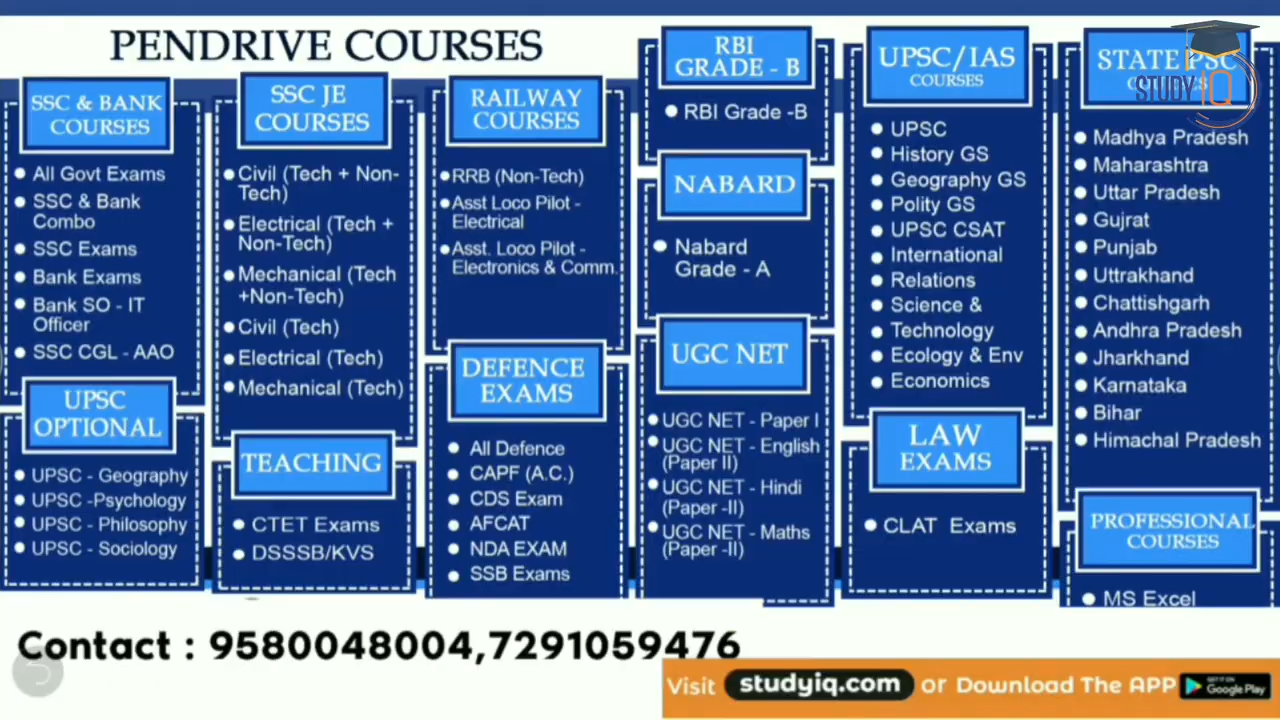 PENDRIVE COURSES
SSC & BANK
COURSES
All Govt Exams
SSC & Bank
Combo
SSC Exams
Bank Exams
Bank SO - IT
Officer
SSC CGL - AAO
UPSC
OPTIONAL
UPSC - Geography
UPSC -Psychology
UPSC - Philosophy
UPSC - Sociology
SSC JE
COURSES
Civil (Tech + Non-
Tech)
Electrical (Tech +
Non-Tech)
Mechanical (Tech
+Non-Tech)
Civil (Tech)
Electrical (Tech)
Mechanical (Tech)
TEACHING
CTET Exams
DSSSB/KVS
RAILWAY
COURSES
RRB (Non-Tech)
Asst Loco Pilot -
Electrical
Asst. Loco Pilot -
Electronics & Comm.
DEFENCE
EXAMS
All Defence
CAPF (A.C.)
CDS Exam
AFCAT
NDA EXAM
SSB Exams
RBI
GRADE - B
RBI Grade -B
NABARD
Nabard
Grade - A
UGC NET
UGC NET - Paper I
UGC NET - English
(Paper II)
UGC NET - Hindi
(Paper -II)
UGC NET - Maths
(Paper -II)
UPSC/IAS
COURSES
UPSC
History GS
Geography GS
Polity GS
UPSC CSAT
International
Relations
Science &
Technology
Ecology & Env
Economics
LAW
EXAMS
CLAT Exams
STATE PSC
STUDY IQ
Madhya Pradesh
Maharashtra
Uttar Pradesh
Gujrat
Punjab
Uttrakhand
Chattishgarh
Andhra Pradesh
Jharkhand
Karnataka
Bihar
Himachal Pradesh
PROFESSIONAL
COURSES
MS Excel
Contact : 9580048004,7291059476
Visit studyiq.com or Download The APP
GET IT ON
Google Play